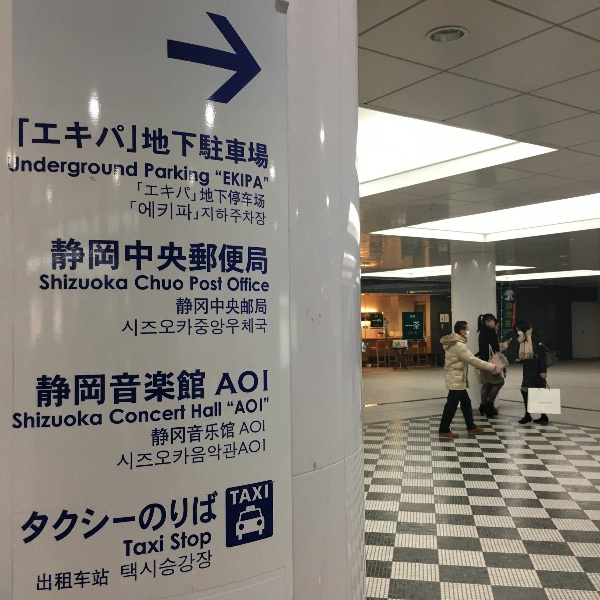 「エキパ」地下駐車場
Underground Parking "EKIPA"
「エキパ」地下停车场
「에키파」지하주차장
静岡中央郵便局
Shizuoka Chuo Post Office
静冈中央邮局
시즈오카중앙우체국
静岡音楽館 AOI
Shizuoka Concert Hall "AOI"
静冈音乐馆 AOI
시즈오카음악관AOI
タクシーのりば
TAXI
Taxi Stop
出租车站 택시승강장
一茶